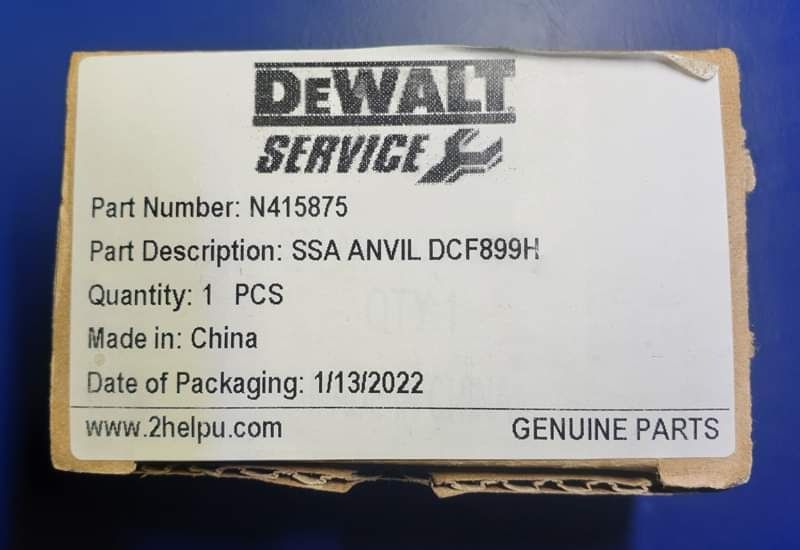 DEWALT
SERVICE
Part Number: N415875
Part Description: SSA ANVIL DCF899H
Quantity: 1 PCS
Made in: China
Date of Packaging: 1/13/2022
www.2helpu.com GENUINE PARTS